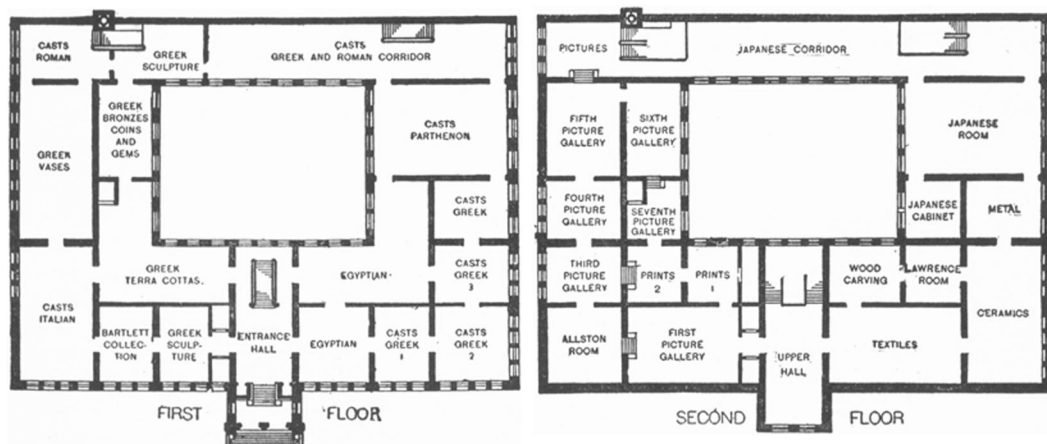 CASTS
ROMAN
GREEK
SCULPTURE
CASTS
GREEK AND ROMAN CORRIDOR
GREEK
BRONZES
COINS
AND
GEMS
CASTS
PARTHENON
GREEK
VASES
CASTS
GREEK
GREEK
TERRA COTTAS.
EGYPTIAN.
CASTS
GREEK
3
CASTS
ITALIAN
BARTLETT
COLLEC-
TION
GREEK
SCULP-
TURE
ENTRANCE
HALL
EGYPTIAN
CASTS
GREEK
1
CASTS
GREEK
2
FIRST FLOOR
PICTURES
JAPANESE CORRIDOR
FIFTH
PICTURE
GALLERY
SIXTH
PICTURE
GALLERY
JAPANESE
ROOM
FOURTH
PICTURE
GALLERY
SEVENTH
PICTURE
GALLERY
JAPANESE
CABINET
METAL
THIRD
PICTURE
GALLERY
PRINTS
2
PRINTS
1
WOOD
CARVING
LAWRENCE
ROOM
CERAMICS
ALLSTON
ROOM
FIRST
PICTURE
GALLERY
UPPER
HALL
TEXTILES
SECOND FLOOR